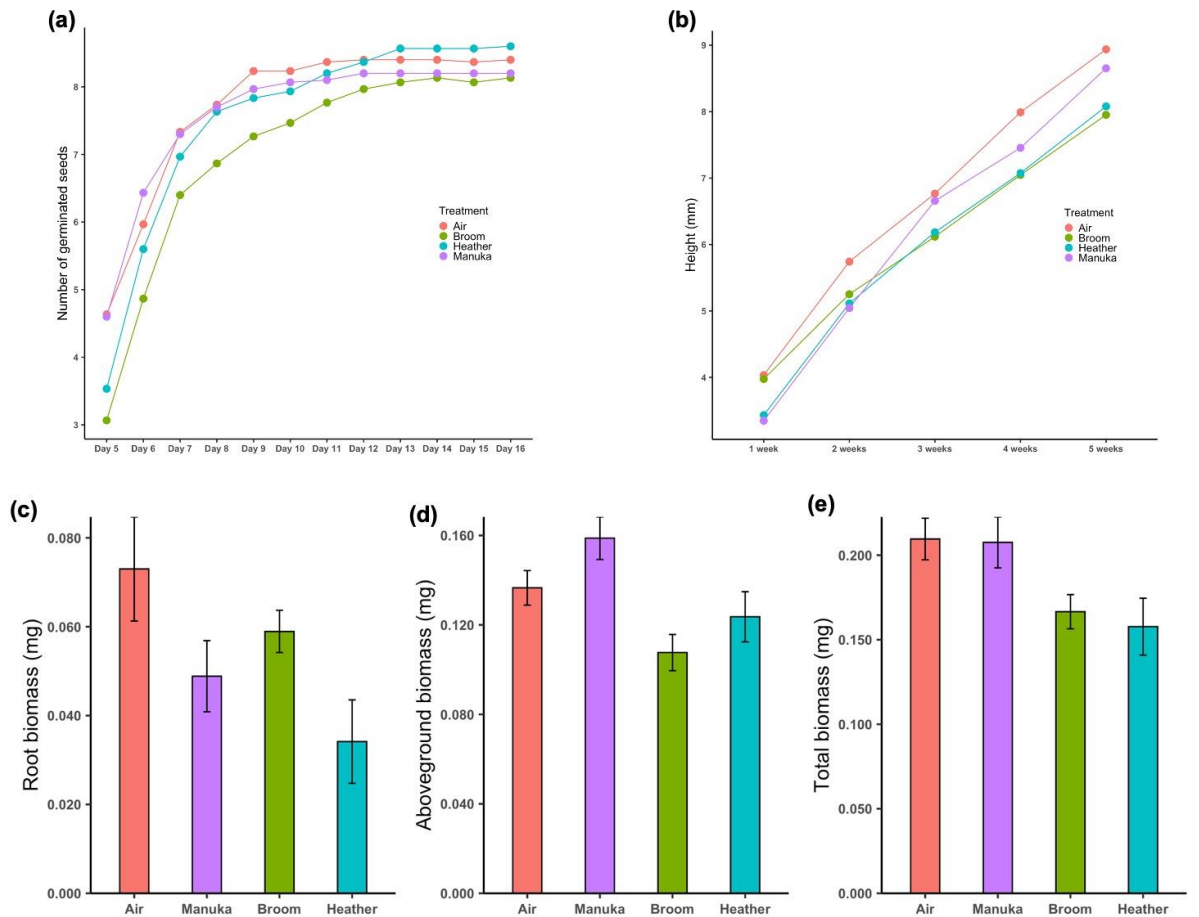 (a)
Number of germinated seeds
8
7
6
5
4
3
Day 5 Day 6 Day 7 Day 8 Day 9 Day 10 Day 11 Day 12 Day 13 Day 14 Day 15 Day 16
Treatment
Air
Broom
Heather
Manuka
(b)
Height (mm)
9
8
7
6
5
4
1 week 2 weeks 3 weeks 4 weeks 5 weeks
Treatment
Air
Broom
Heather
Manuka
(c)
Root biomass (mg)
0.080
0.060
0.040
0.020
0.000
Air Manuka Broom Heather
(d)
Aboveground biomass (mg)
0.160
0.120
0.080
0.040
0.000
Air Manuka Broom Heather
(e)
Total biomass (mg)
0.200
0.150
0.100
0.050
0.000
Air Manuka Broom Heather